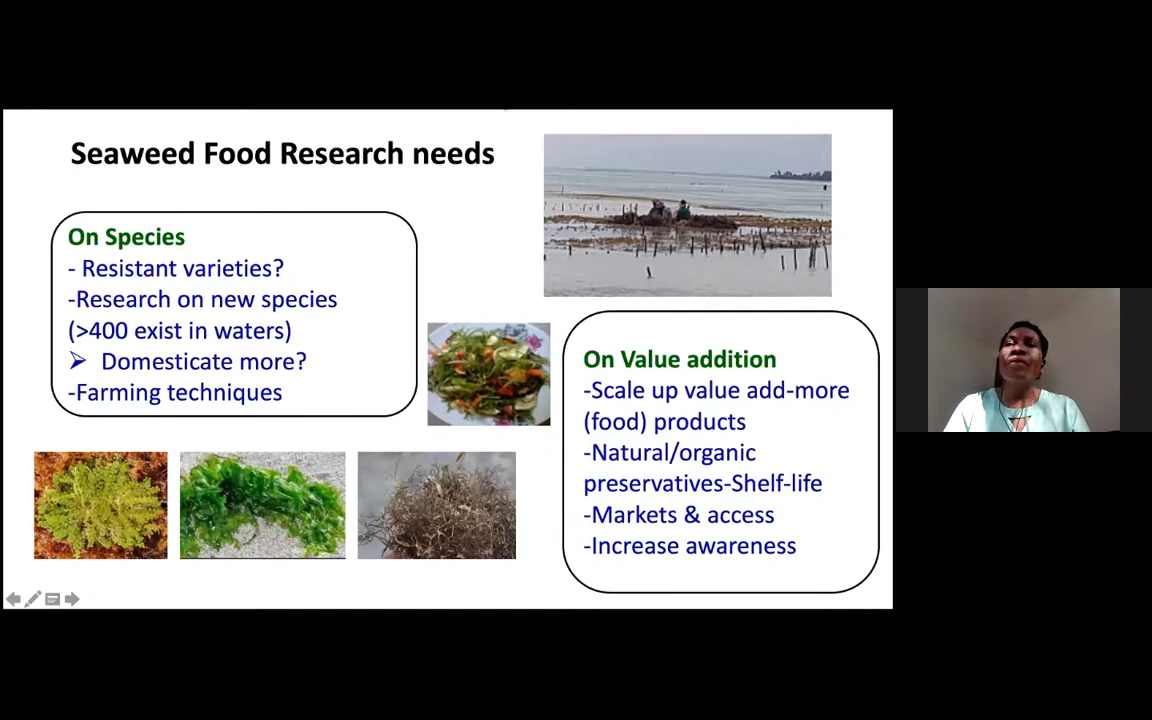 Seaweed Food Research needs
On Species
- Resistant varieties?
-Research on new species
(>400 exist in waters)
➢ Domesticate more?
-Farming techniques
On Value addition
-Scale up value add-more
(food) products
-Natural/organic
preservatives-Shelf-life
-Markets & access
-Increase awareness